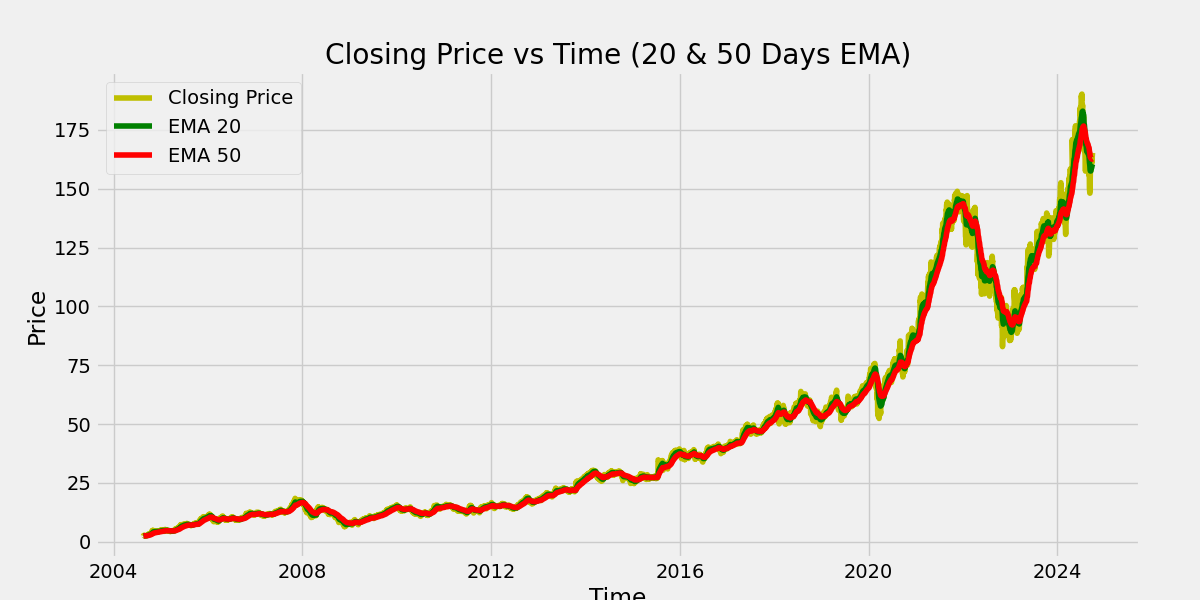 Closing Price vs Time (20 & 50 Days EMA)
Closing Price
EMA 20
EMA 50
Price
175
150
125
100
75
50
25
0
2004 2008 2012 2016 2020 2024
Time